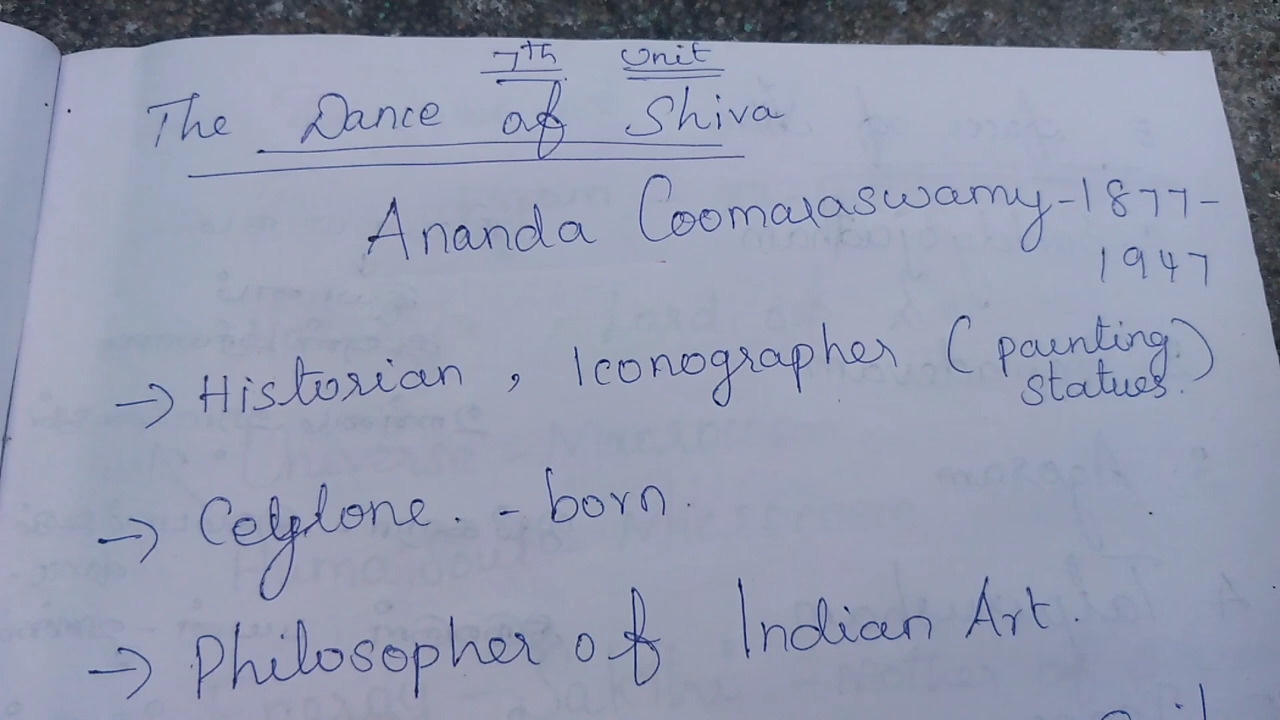 7th Unit
The Dance of Shiva
Ananda Coomaraswamy - 1877 -
1947
→ Historian, Iconographer (painting
statues.)
→ Ceylone. - born.
→ Philosopher of Indian Art.